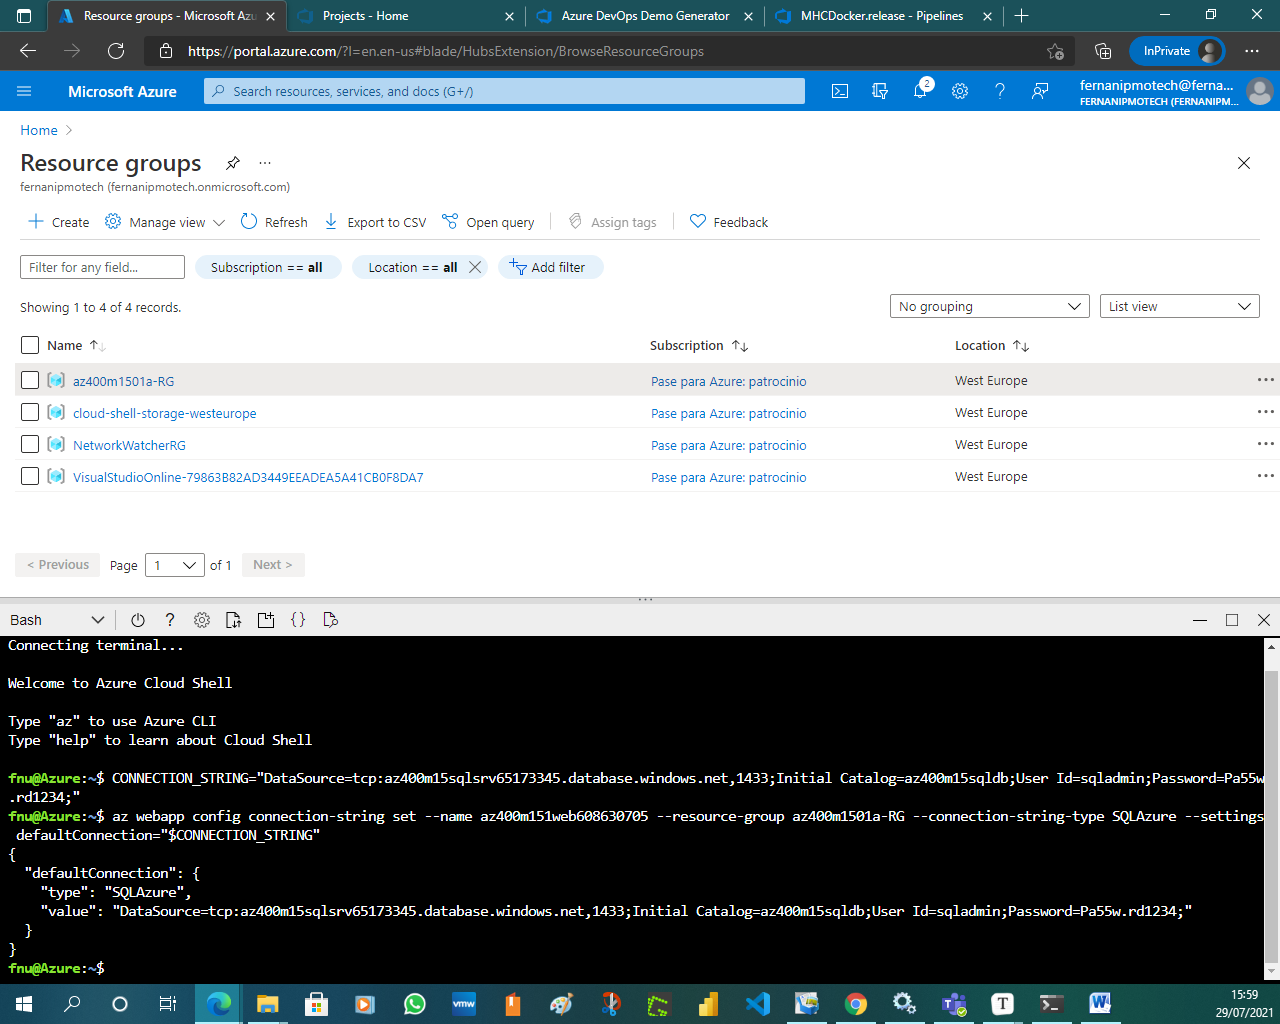 Resource groups - Microsoft Azu
Projects - Home
Azure DevOps Demo Generator
MHCDocker.release - Pipelines
https://portal.azure.com/?l=en.en-us#blade/HubsExtension/BrowseResourceGroups
InPrivate
Microsoft Azure
Search resources, services, and docs (G+/)
2
fernanipmotech@ferna...
FERNANIPMOTECH (FERNANIPM...
Home
Resource groups
fernanipmotech (fernanipmotech.onmicrosoft.com)
Create
Manage view
Refresh
Export to CSV
Open query
Assign tags
Feedback
Filter for any field...
Subscription == all
Location == all
Add filter
Showing 1 to 4 of 4 records.
No grouping
List view
Name
Subscription
Location
az400m1501a-RG
Pase para Azure: patrocinio
West Europe
cloud-shell-storage-westeurope
Pase para Azure: patrocinio
West Europe
NetworkWatcherRG
Pase para Azure: patrocinio
West Europe
VisualStudioOnline-79863B82AD3449EEADEA5A41CB0F8DA7
Pase para Azure: patrocinio
West Europe
< Previous
Page
1
of 1
Next >
Bash
Connecting terminal...
Welcome to Azure Cloud Shell
Type "az" to use Azure CLI
Type "help" to learn about Cloud Shell
fnu@Azure:~$ CONNECTION_STRING="DataSource=tcp:az400m15sqlsrv65173345.database.windows.net,1433;Initial Catalog=az400m15sqldb;User Id=sqladmin;Password=Pa55w
.rd1234;"
fnu@Azure:~$ az webapp config connection-string set --name az400m151web608630705 --resource-group az400m1501a-RG --connection-string-type SQLAzure --settings
defaultConnection="$CONNECTION_STRING"
{
"defaultConnection": {
"type": "SQLAzure",
"value": "DataSource=tcp:az400m15sqlsrv65173345.database.windows.net,1433;Initial Catalog=az400m15sqldb;User Id=sqladmin;Password=Pa55w.rd1234;"
}
}
fnu@Azure:~$
vmw
T
W
15:59
29/07/2021